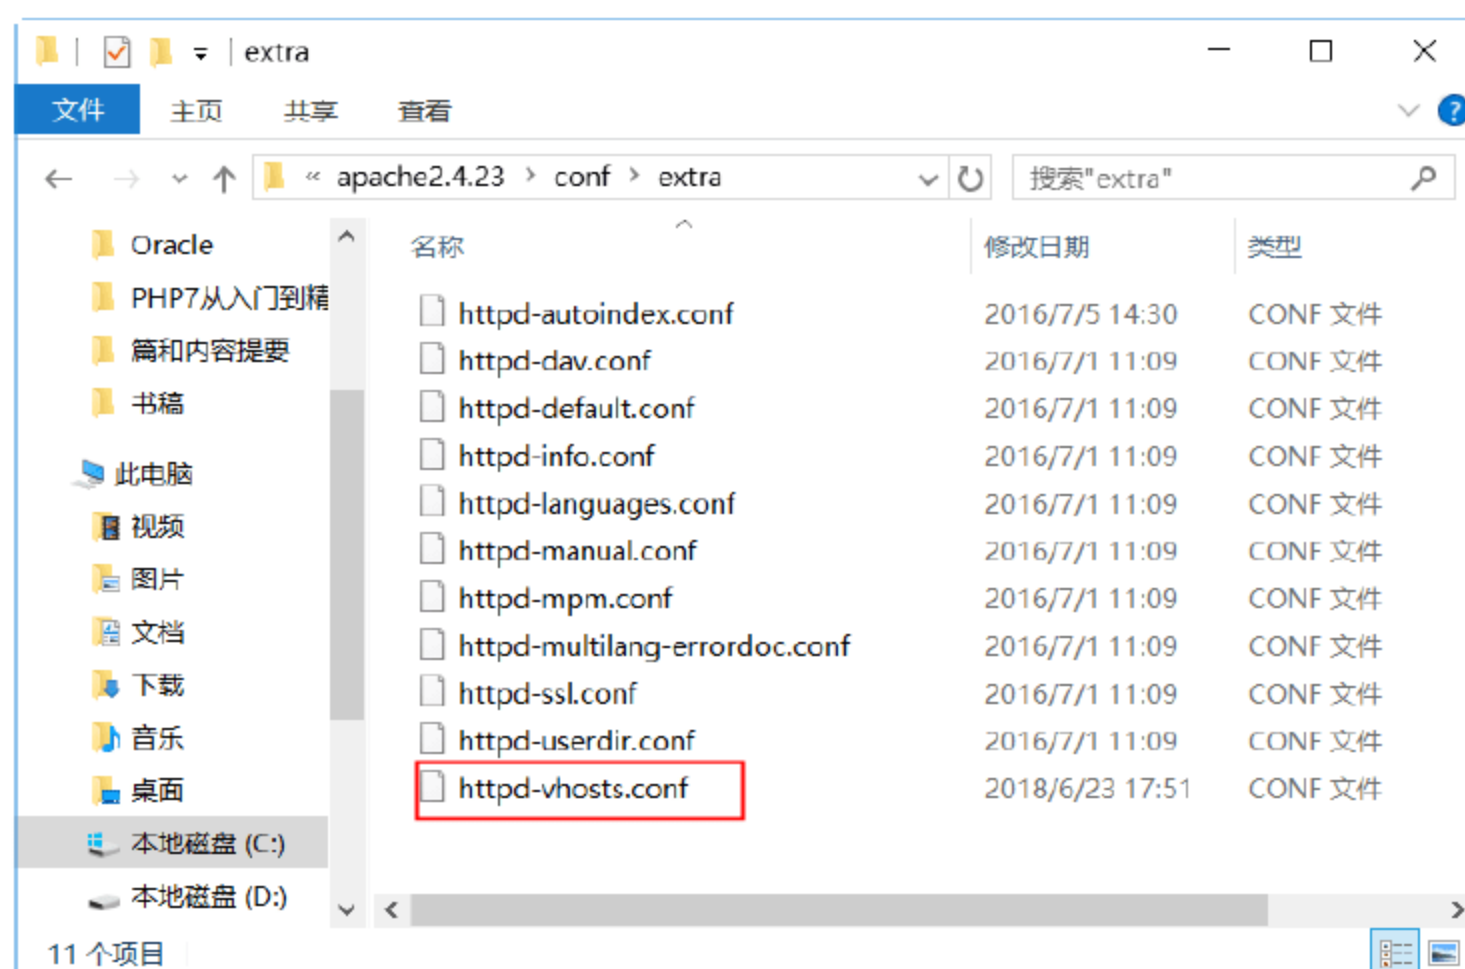 extra
文件 主页 共享 查看
« apache2.4.23 > conf > extra 搜索"extra"
Oracle
PHP7从入门到精
篇和内容提要
书稿
此电脑
视频
图片
文档
下载
音乐
桌面
本地磁盘 (C:)
本地磁盘 (D:)
名称 修改日期 类型
httpd-autoindex.conf 2016/7/5 14:30 CONF 文件
httpd-dav.conf 2016/7/1 11:09 CONF 文件
httpd-default.conf 2016/7/1 11:09 CONF 文件
httpd-info.conf 2016/7/1 11:09 CONF 文件
httpd-languages.conf 2016/7/1 11:09 CONF 文件
httpd-manual.conf 2016/7/1 11:09 CONF 文件
httpd-mpm.conf 2016/7/1 11:09 CONF 文件
httpd-multilang-errordoc.conf 2016/7/1 11:09 CONF 文件
httpd-ssl.conf 2016/7/1 11:09 CONF 文件
httpd-userdir.conf 2016/7/1 11:09 CONF 文件
httpd-vhosts.conf 2018/6/23 17:51 CONF 文件
11 个项目